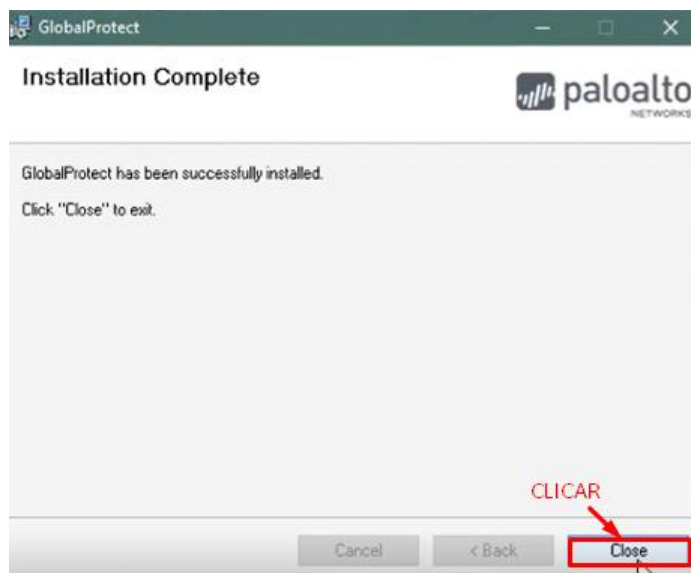 GlobalProtect
Installation Complete
paloalto
NETWORKS
GlobalProtect has been successfully installed.
Click "Close" to exit.
CLICAR
Cancel
< Back
Close